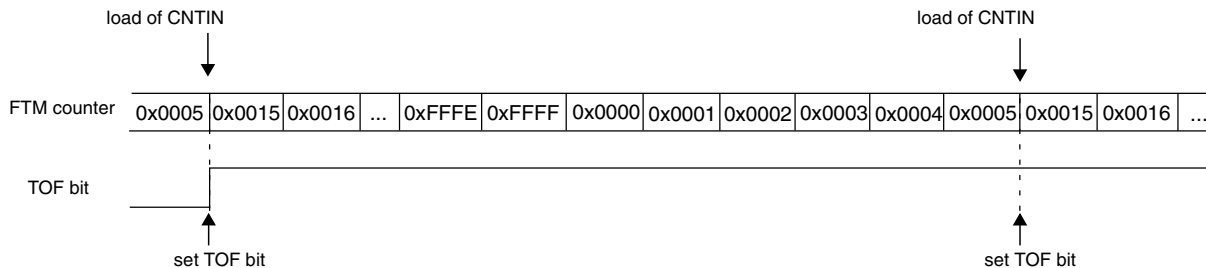 load of CNTIN load of CNTIN
FTM counter 0x0005 0x0015 0x0016 ... 0xFFFE 0xFFFF 0x0000 0x0001 0x0002 0x0003 0x0004 0x0005 0x0015 0x0016 ...
TOF bit
set TOF bit set TOF bit